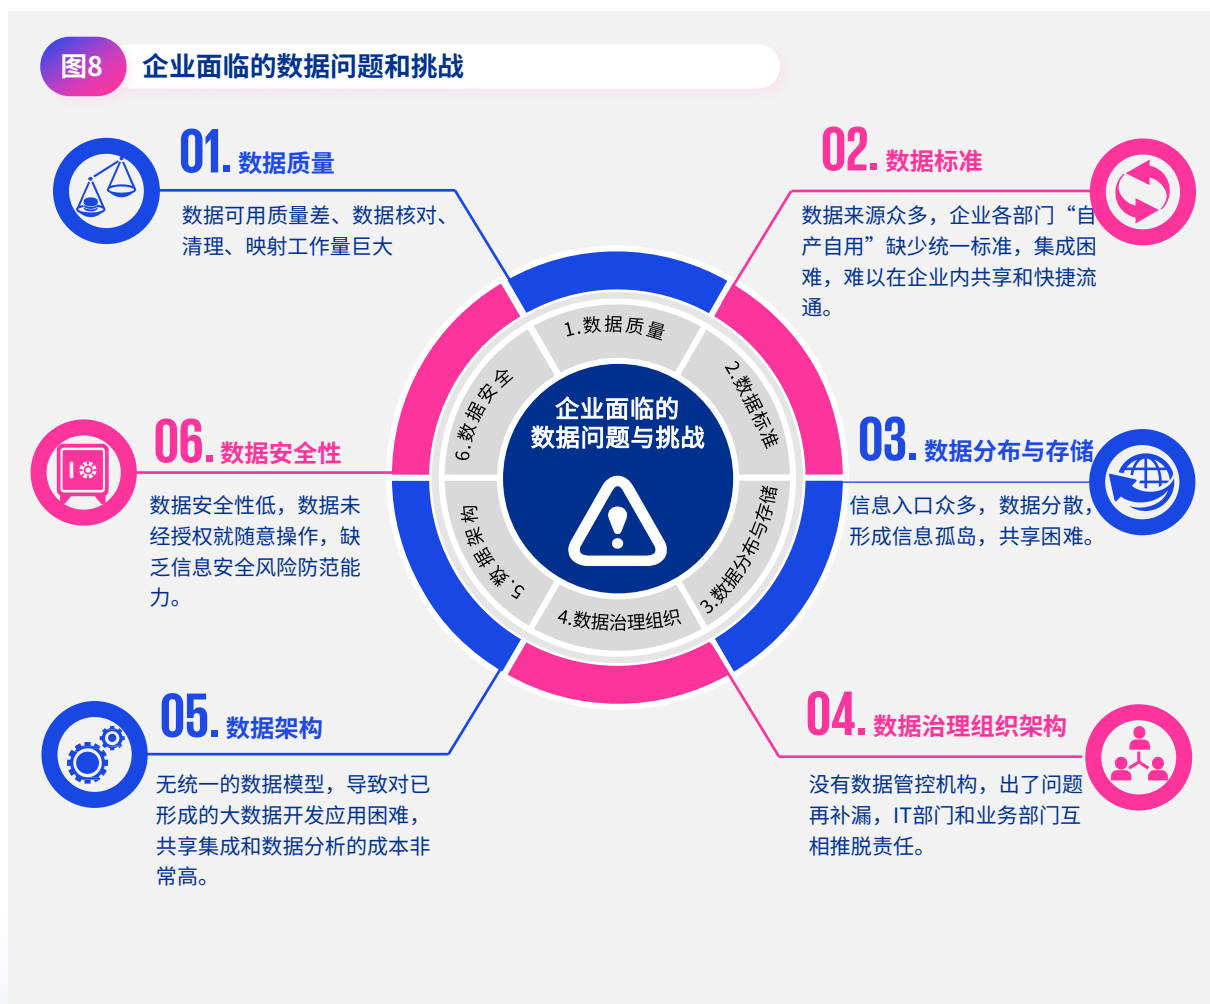 图8
企业面临的数据问题和挑战
01. 数据质量
数据可用质量差、数据核对、
清理、映射工作量巨大
02. 数据标准
数据来源众多，企业各部门“自
产自用”缺少统一标准，集成困
难，难以在企业内共享和快捷流
通。
03. 数据分布与存储
信息入口众多，数据分散，
形成信息孤岛，共享困难。
04. 数据治理组织架构
没有数据管控机构，出了问题
再补漏，IT部门和业务部门互
相推脱责任。
05. 数据架构
无统一的数据模型，导致对已
形成的大数据开发应用困难，
共享集成和数据分析的成本非
常高。
06. 数据安全性
数据安全性低，数据未
经授权就随意操作，缺
乏信息安全风险防范能
力。
企业面临的
数据问题与挑战
1.数据质量
2.数据标准
3.数据分布与存储
4.数据治理组织
5.数据架构
6.数据安全